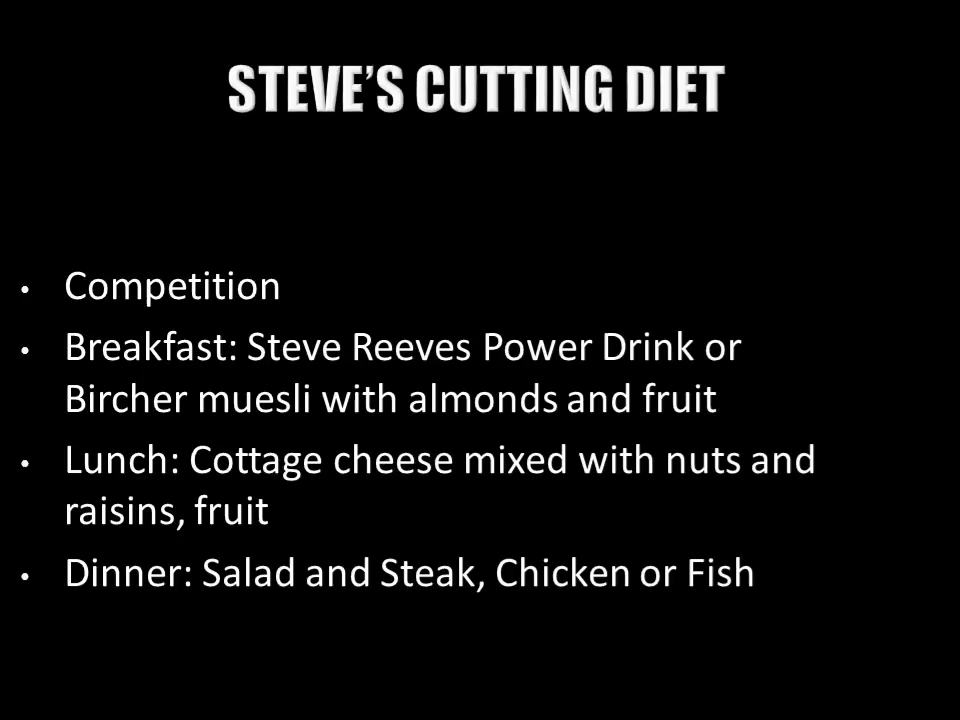 STEVE’S CUTTING DIET
• Competition
• Breakfast: Steve Reeves Power Drink or
Bircher muesli with almonds and fruit
• Lunch: Cottage cheese mixed with nuts and
raisins, fruit
• Dinner: Salad and Steak, Chicken or Fish